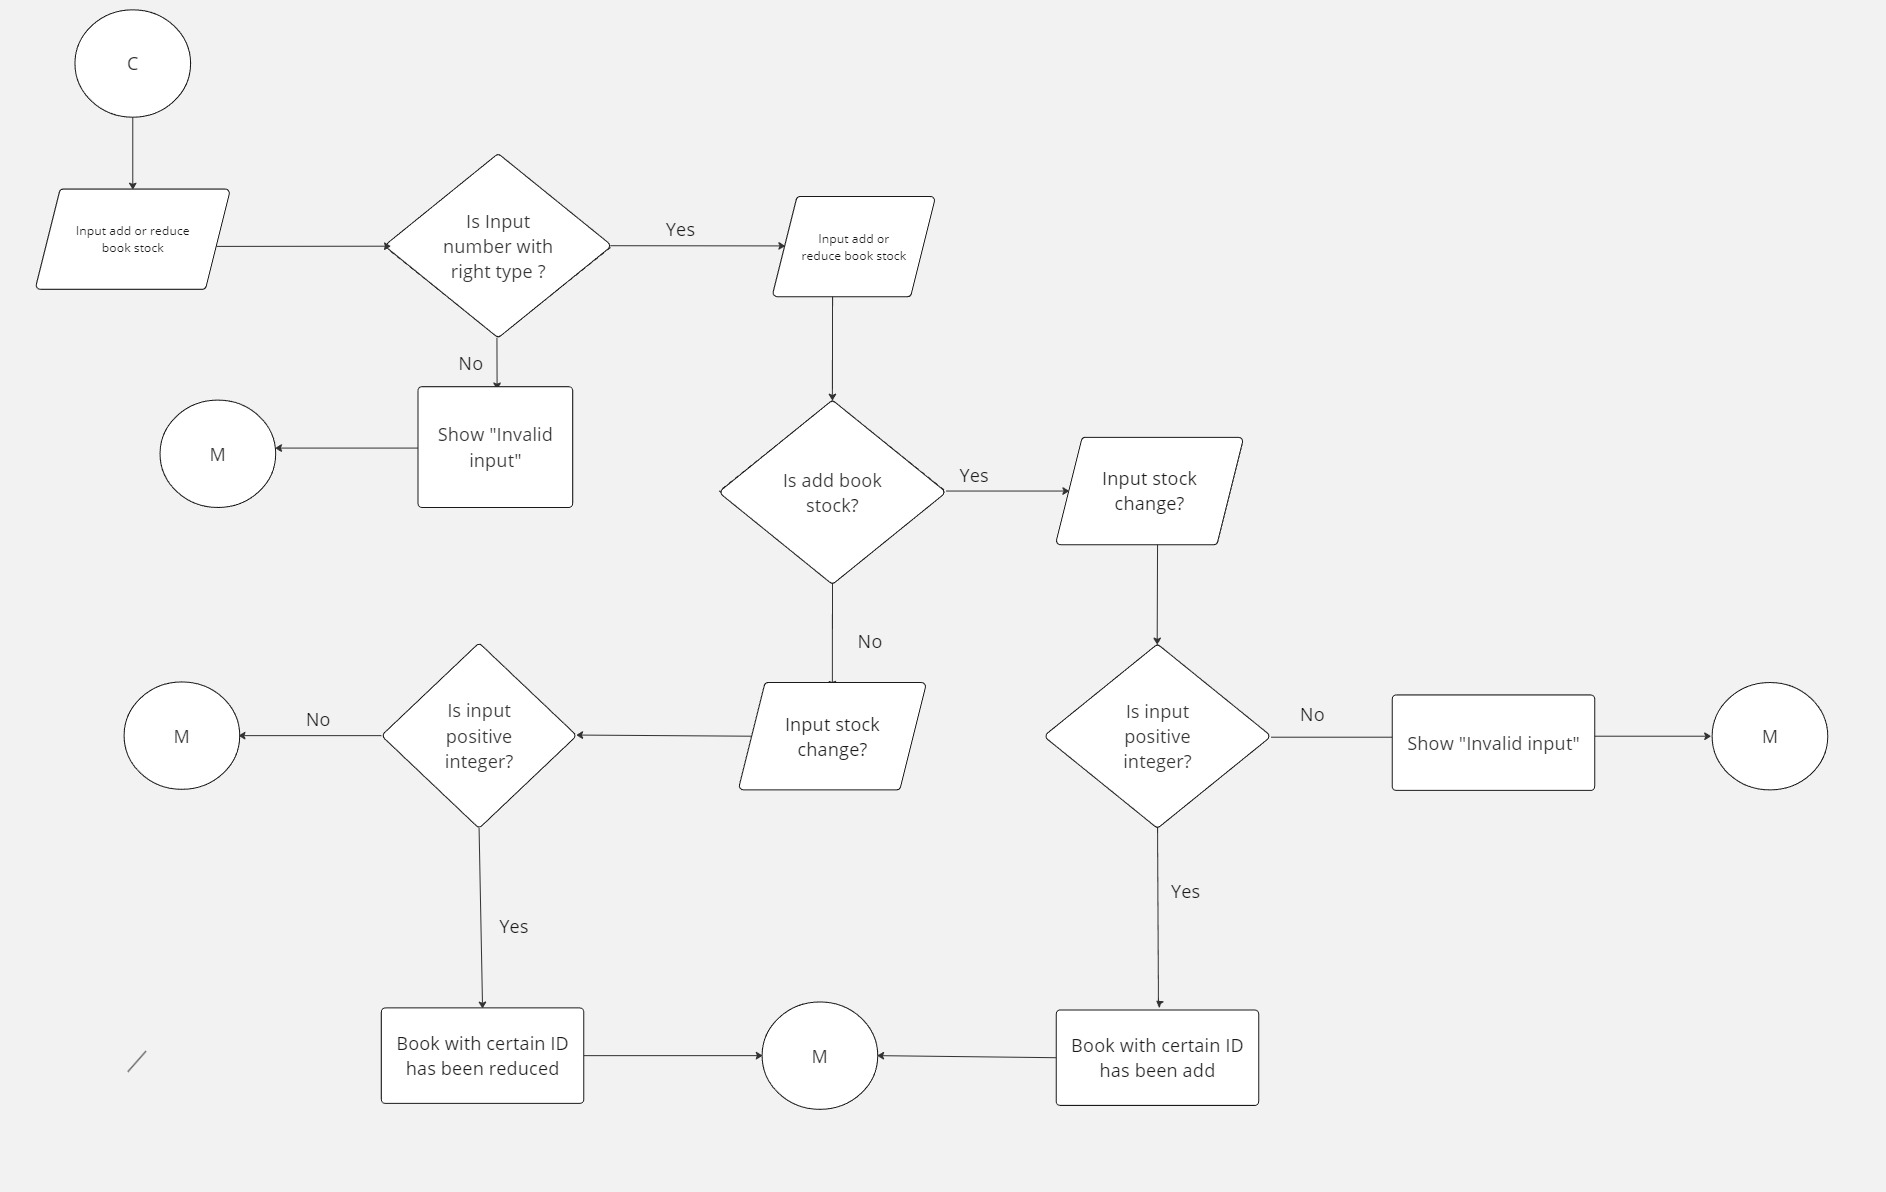 C
Input add or reduce
book stock
Is Input
number with
right type ?
Yes
Input add or
reduce book stock
No
Show "Invalid
input"
M
Is add book
stock?
Yes
Input stock
change?
No
M
No
Is input
positive
integer?
Input stock
change?
Is input
positive
integer?
No
Show "Invalid input"
M
Yes
Yes
Book with certain ID
has been reduced
M
Book with certain ID
has been add